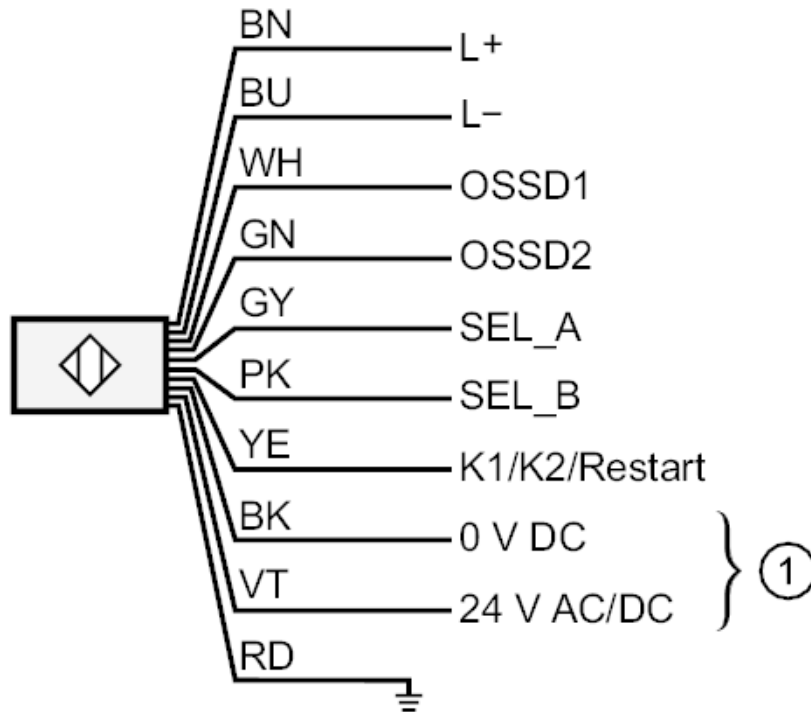 BN L+
BU L−
WH OSSD1
GN OSSD2
GY SEL_A
PK SEL_B
YE K1/K2/Restart
BK 0 V DC
VT 24 V AC/DC
1
RD